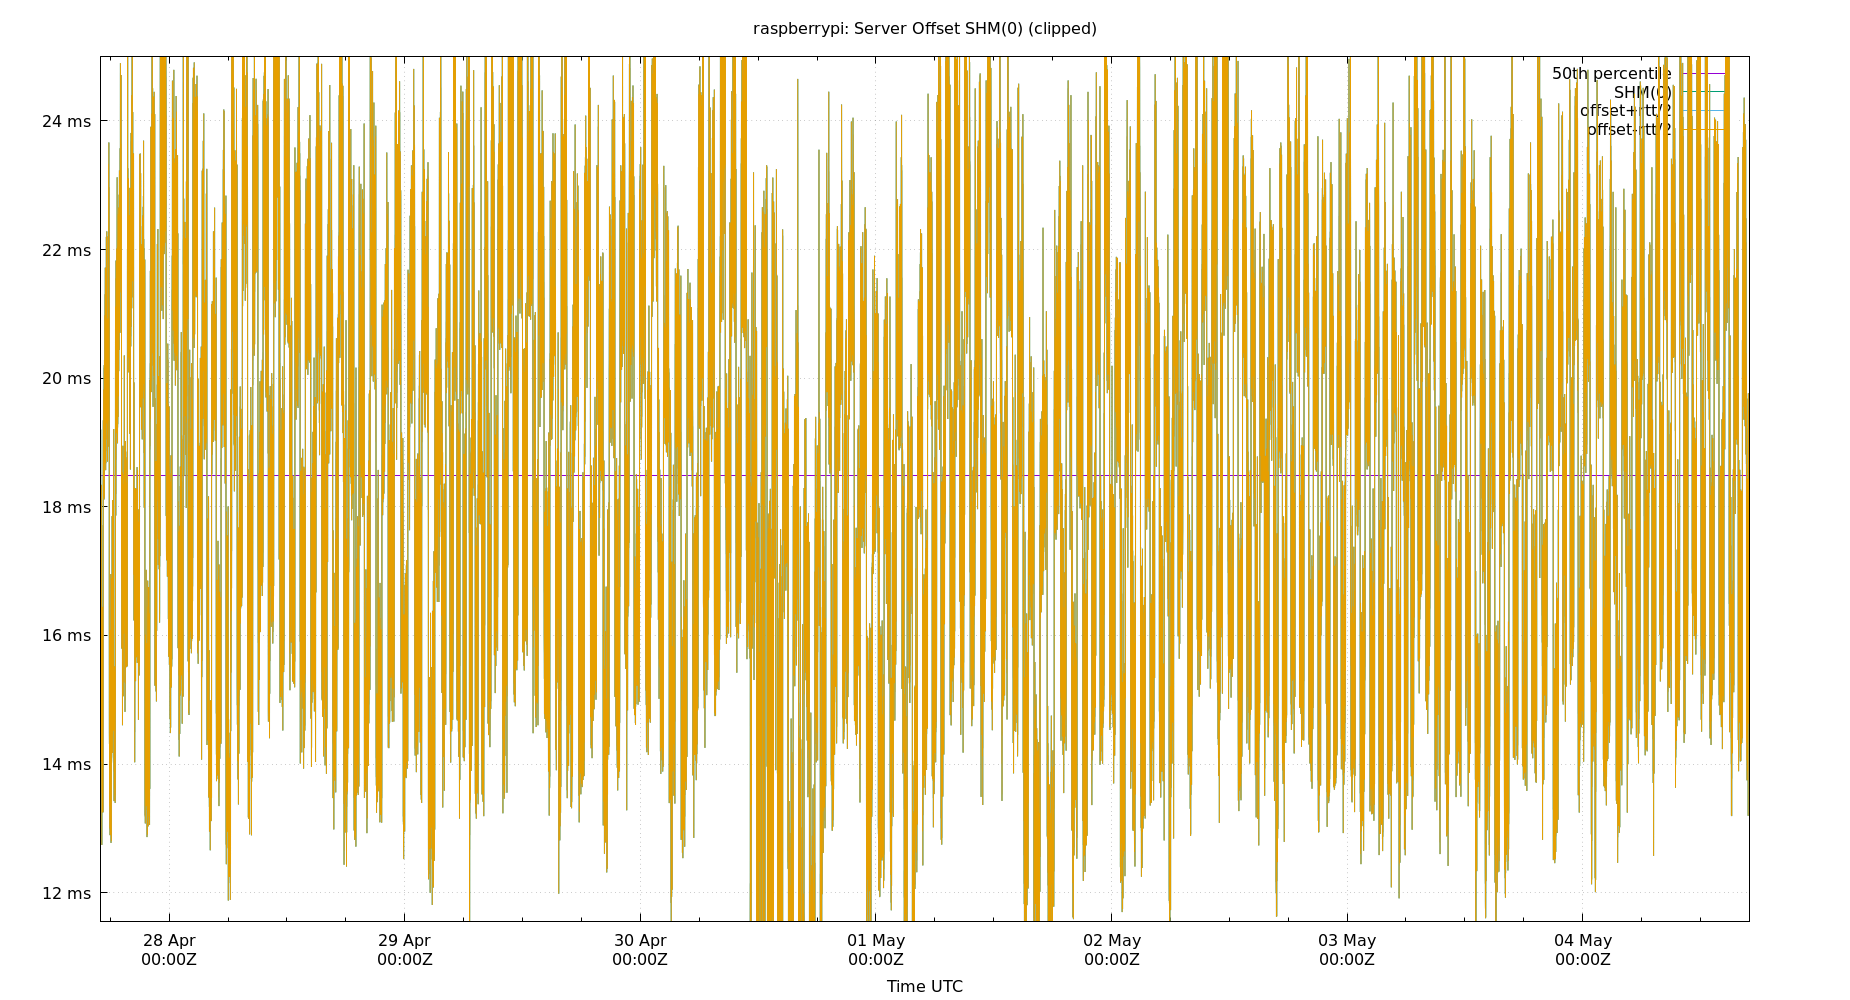 raspberrypi: Server Offset SHM(0) (clipped)
50th percentile
SHM(0)
offset+rtt/2
offset-rtt/2
24 ms
22 ms
20 ms
18 ms
16 ms
14 ms
12 ms
28 Apr 29 Apr 30 Apr 01 May 02 May 03 May 04 May
00:00Z 00:00Z 00:00Z 00:00Z 00:00Z 00:00Z 00:00Z
Time UTC